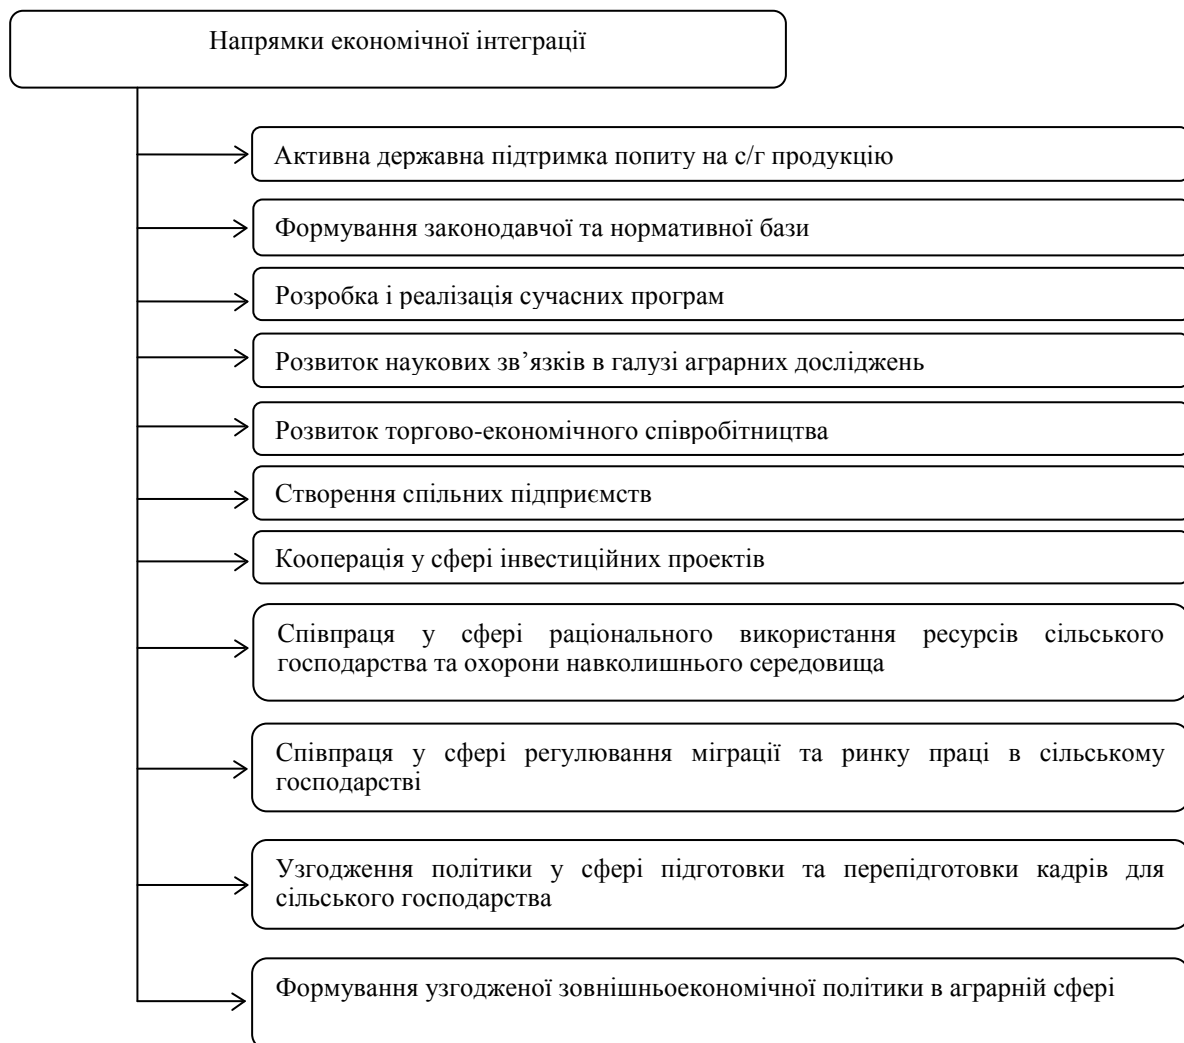 Напрямки економічної інтеграції
Активна державна підтримка попиту на с/г продукцію
Формування законодавчої та нормативної бази
Розробка і реалізація сучасних програм
Розвиток наукових зв’язків в галузі аграрних досліджень
Розвиток торгово-економічного співробітництва
Створення спільних підприємств
Кооперація у сфері інвестиційних проектів
Співпраця у сфері раціонального використання ресурсів сільського
господарства та охорони навколишнього середовища
Співпраця у сфері регулювання міграції та ринку праці в сільському
господарстві
Узгодження політики у сфері підготовки та перепідготовки кадрів для
сільського господарства
Формування узгодженої зовнішньоекономічної політики в аграрній сфері